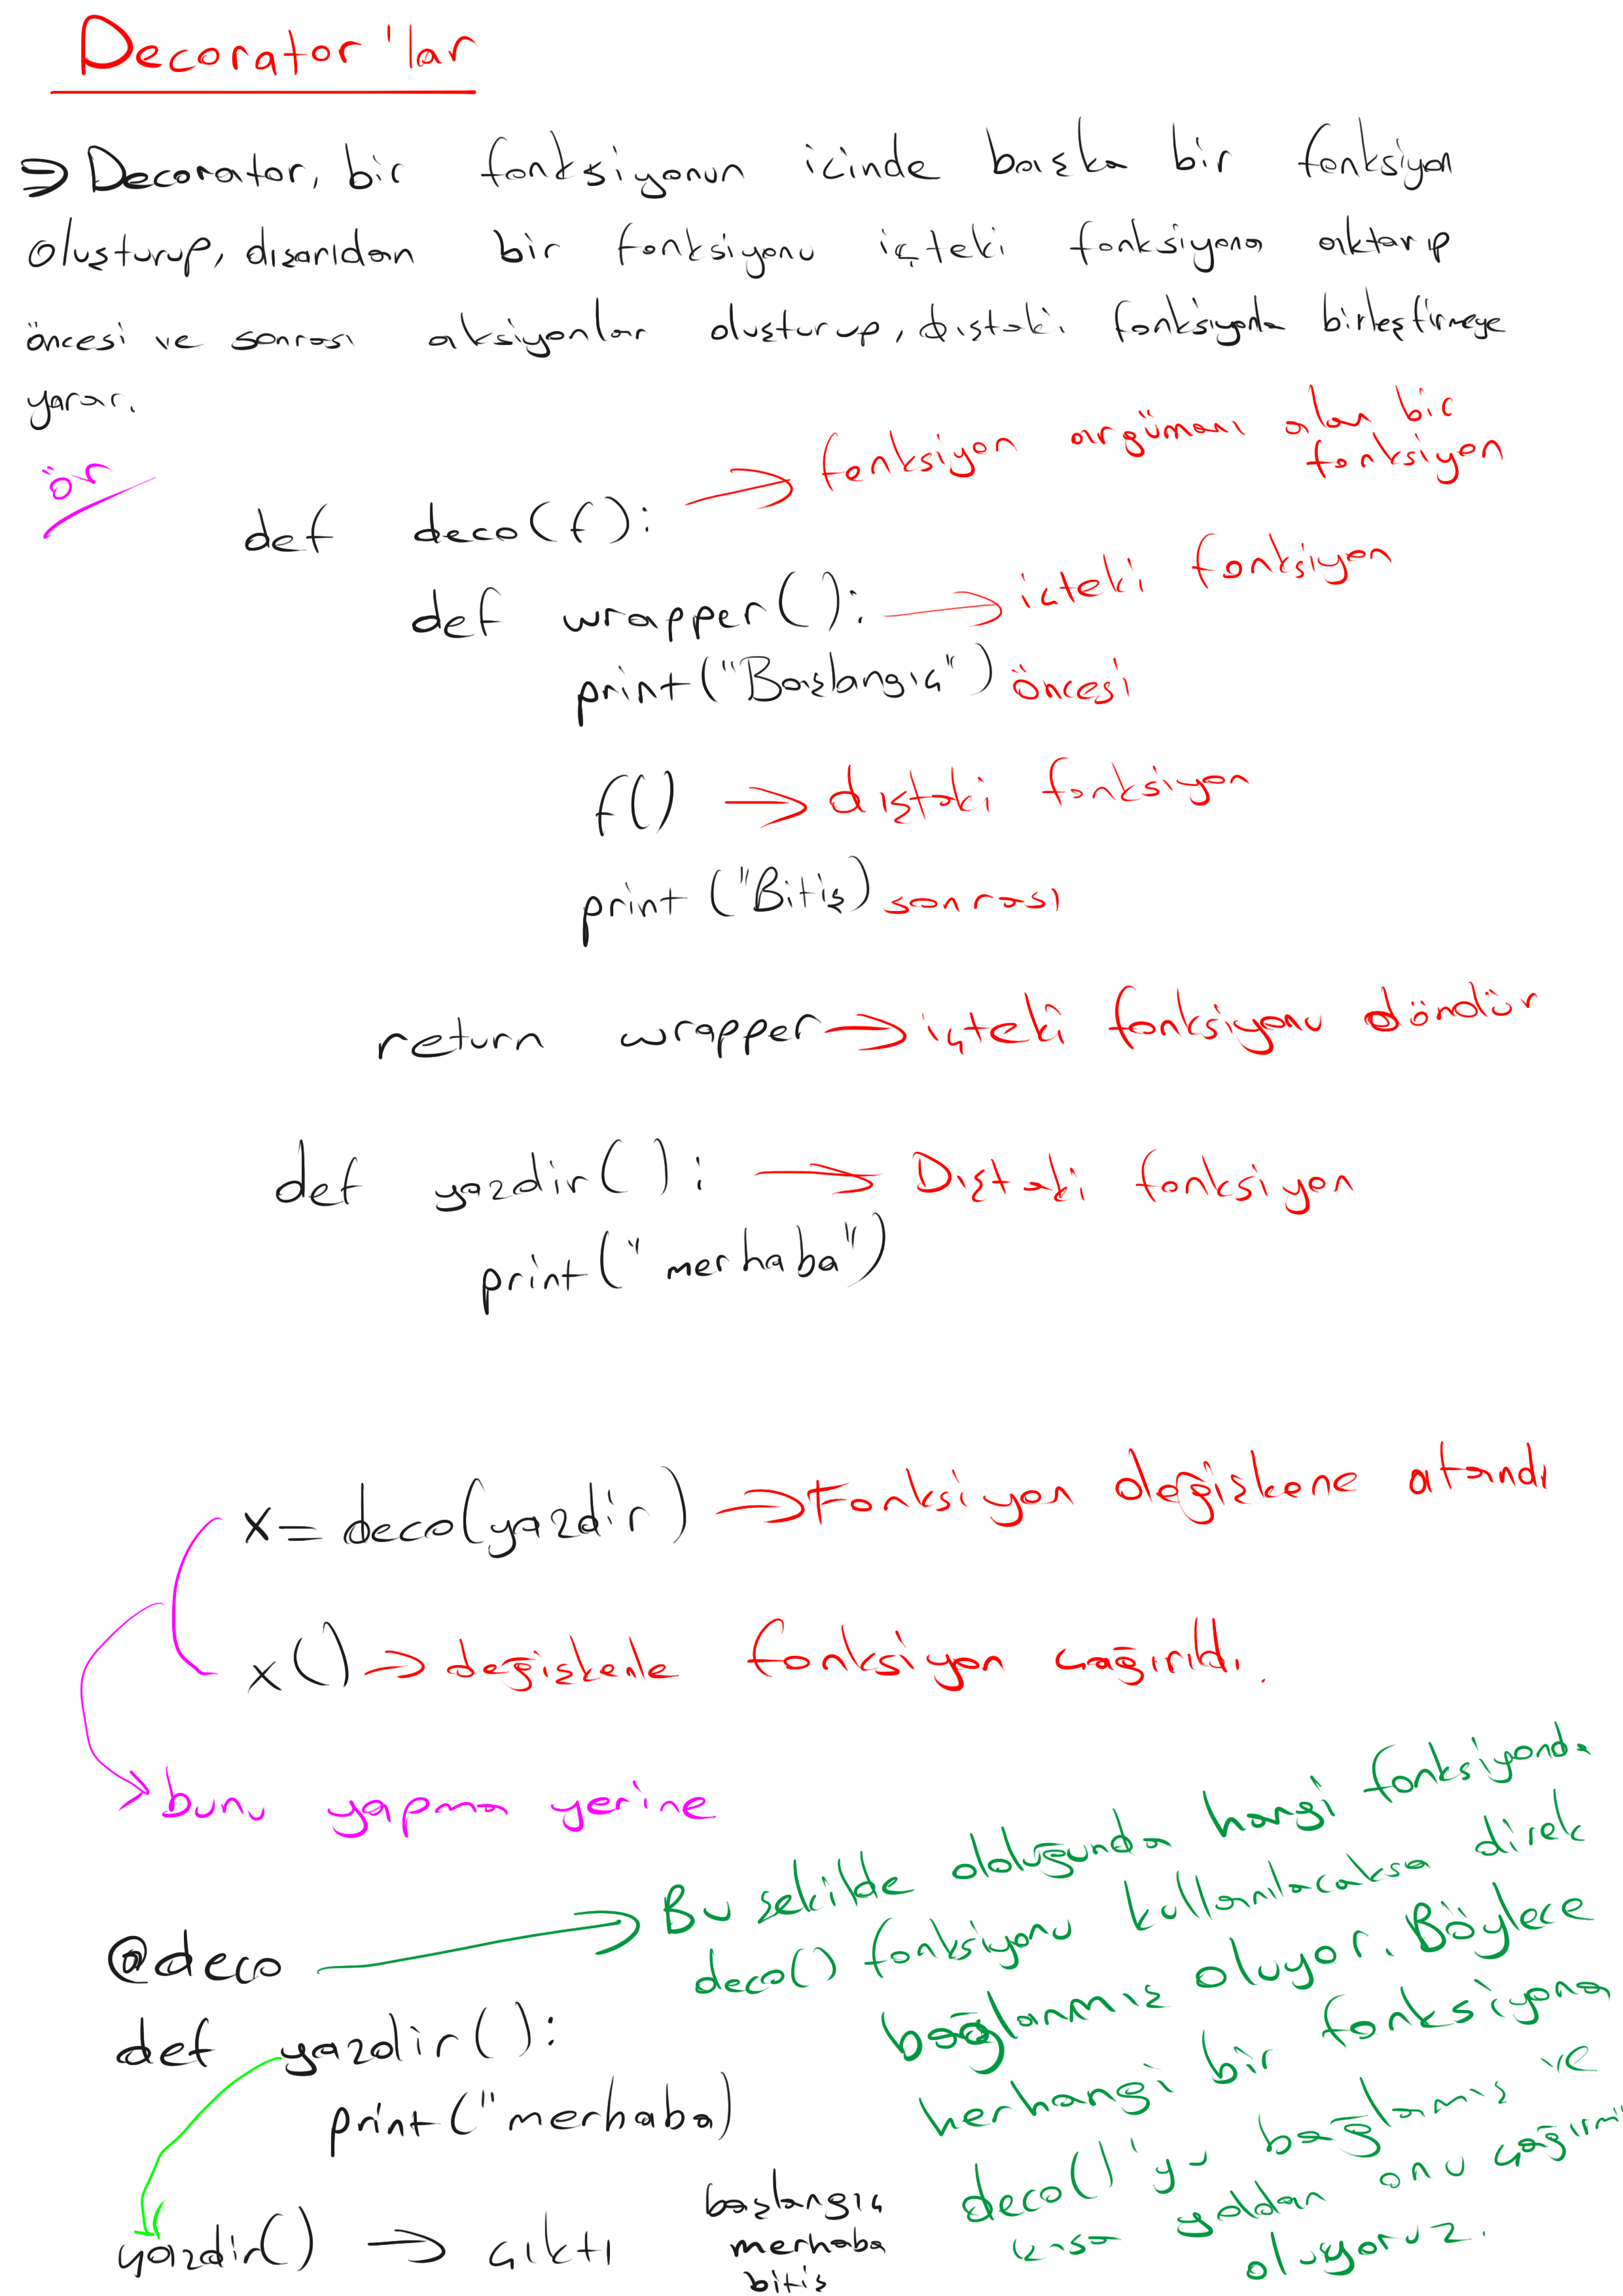 Decorator'lar
⇒ Decorator, bir fonksiyonun icinde başka bir fonksiyon
oluşturup, dışarıdan bir fonksiyonu içteki fonksiyona aktarıp
öncesi ve sonrası aksiyonlar oluşturup, dıştaki fonksiyonla birleştirmeye
yarar.
ör
def deco(f): → fonksiyon argümanı alan bir
fonksiyon
def wrapper(): → içteki fonksiyon
print("Başlangıç") öncesi
f() → dıştaki fonksiyon
print ("Bitiş) sonrası
return wrapper → içteki fonksiyonu döndür
def yazdir(): → Dıştaki fonksiyon
print("merhaba")
x = deco(yazdir) → Fonksiyon değişkene atandı
x() → değişkenle fonksiyon çağırıldı.
bunu yapma yerine
@deco → Bu şekilde olduğunda hangi fonksiyonda
deco() fonksiyonu kullanılacaksa direk
bağlanmış oluyor. Böylece
herhangi bir fonksiyona
deco()'yu bağlamış ve
kısa yoldan onu çağırmış
oluyoruz.
def yazdir():
print("merhaba)
yazdir() → çıktı
başlangıç
merhaba
bitiş